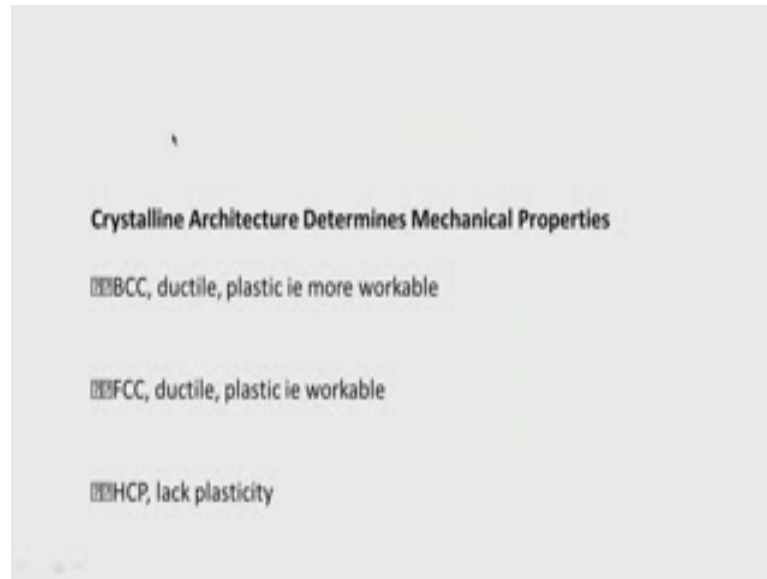 Crystalline Architecture Determines Mechanical Properties
BCC, ductile, plastic ie more workable
FCC, ductile, plastic ie workable
HCP, lack plasticity